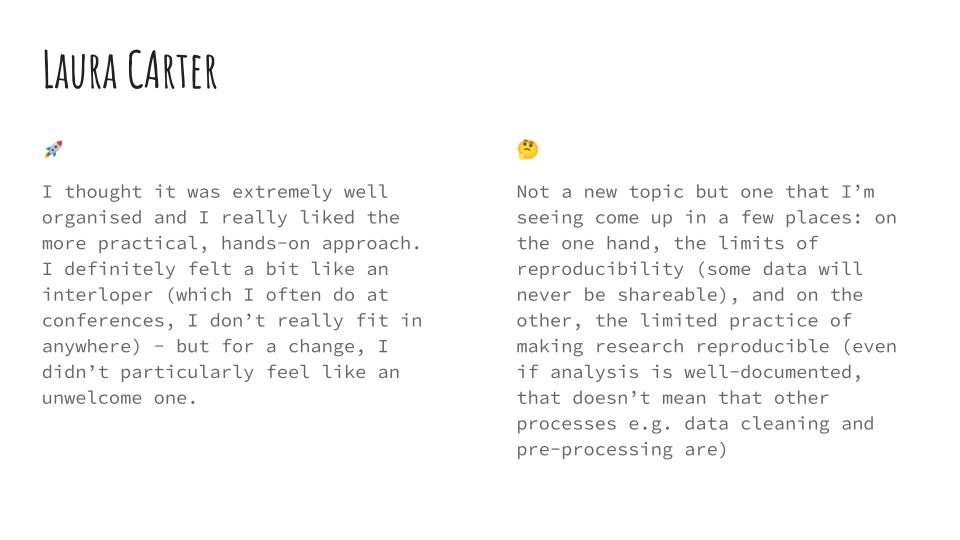 Laura CArter
🚀
I thought it was extremely well
organised and I really liked the
more practical, hands-on approach.
I definitely felt a bit like an
interloper (which I often do at
conferences, I don’t really fit in
anywhere) - but for a change, I
didn’t particularly feel like an
unwelcome one.
🤔
Not a new topic but one that I’m
seeing come up in a few places: on
the one hand, the limits of
reproducibility (some data will
never be shareable), and on the
other, the limited practice of
making research reproducible (even
if analysis is well-documented,
that doesn’t mean that other
processes e.g. data cleaning and
pre-processing are)